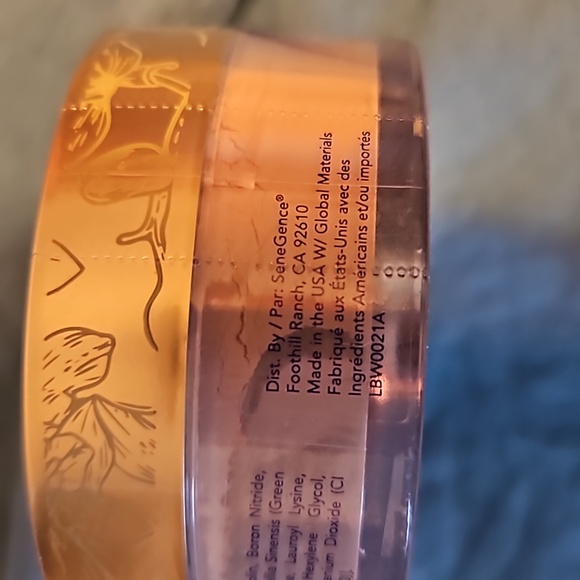 Dist. By / Par: SeneGence®
Foothill Ranch, CA 92610
Made in the USA W/ Global Materials
Fabriqué aux États-Unis avec des
Ingrédients Américains et/ou importés
LBW0021A
Boron Nitride,
Sinensis (Green
Lauroyl Lysine,
Hexylene Glycol,
Dioxide (CI